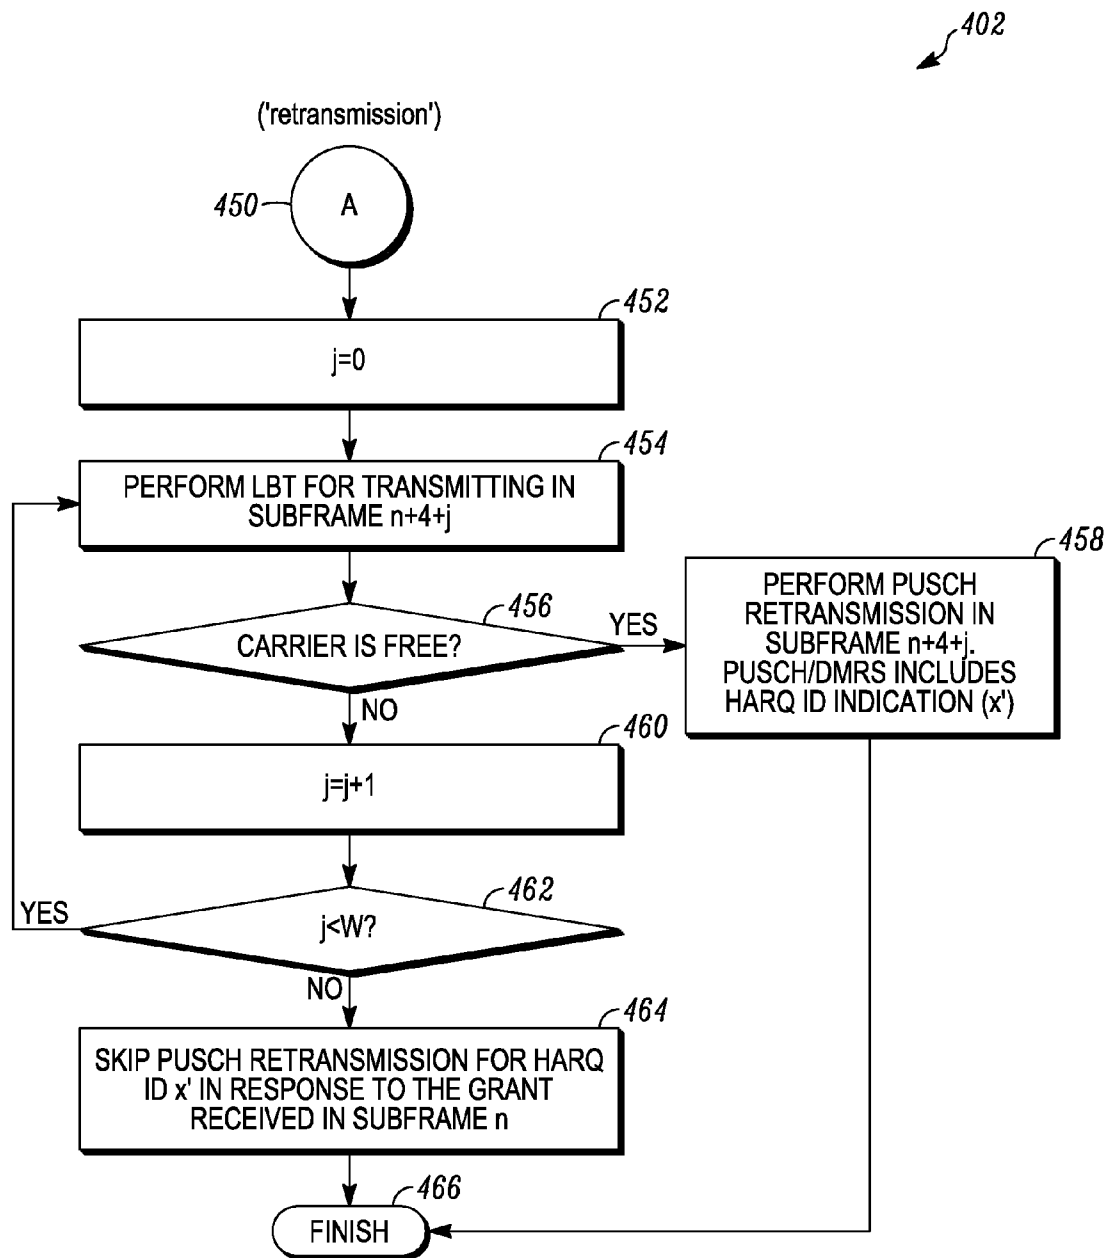 402
('retransmission')
450
A
452
j=0
454
PERFORM LBT FOR TRANSMITTING IN
SUBFRAME n+4+j
456
CARRIER IS FREE?
YES
458
PERFORM PUSCH
RETRANSMISSION IN
SUBFRAME n+4+j.
PUSCH/DMRS INCLUDES
HARQ ID INDICATION (x')
NO
460
j=j+1
462
j<W?
YES
NO
464
SKIP PUSCH RETRANSMISSION FOR HARQ
ID x' IN RESPONSE TO THE GRANT
RECEIVED IN SUBFRAME n
466
FINISH